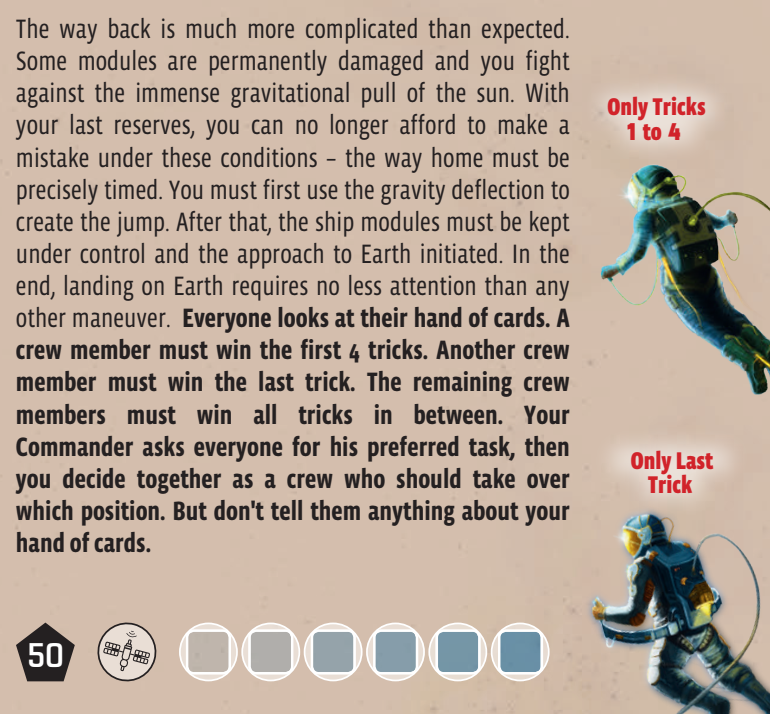 The way back is much more complicated than expected.
Some modules are permanently damaged and you fight
against the immense gravitational pull of the sun. With
your last reserves, you can no longer afford to make a
mistake under these conditions – the way home must be
precisely timed. You must first use the gravity deflection to
create the jump. After that, the ship modules must be kept
under control and the approach to Earth initiated. In the
end, landing on Earth requires no less attention than any
other maneuver. Everyone looks at their hand of cards. A
crew member must win the first 4 tricks. Another crew
member must win the last trick. The remaining crew
members must win all tricks in between. Your
Commander asks everyone for his preferred task, then
you decide together as a crew who should take over
which position. But don't tell them anything about your
hand of cards.
Only Tricks
1 to 4
Only Last
Trick
50